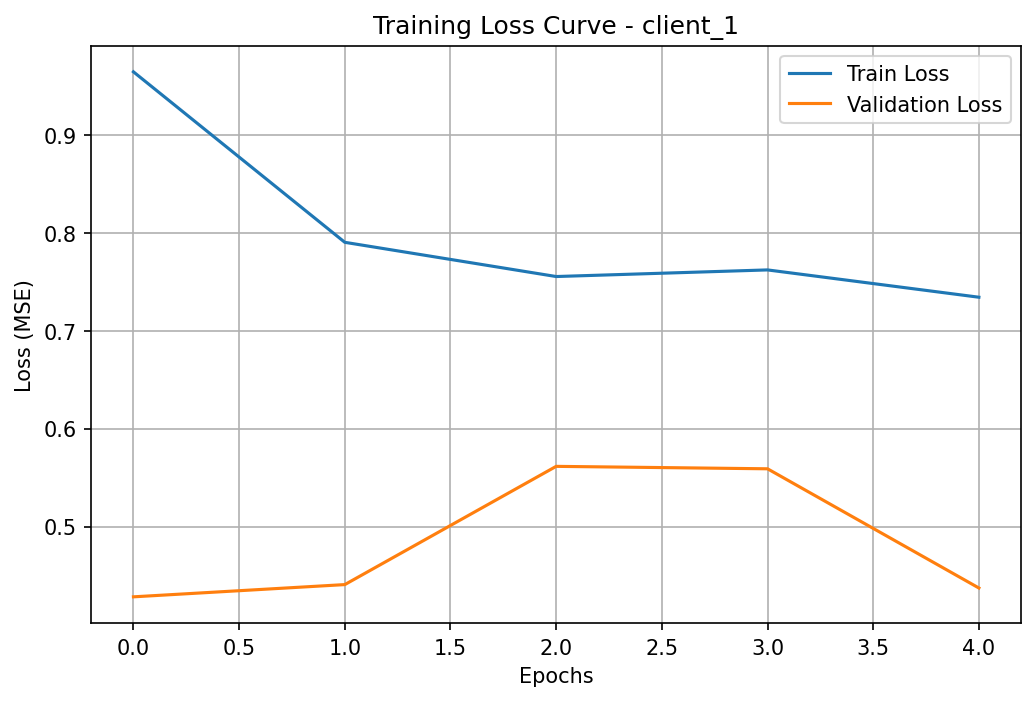 Training Loss Curve - client_1
Train Loss
Validation Loss
Loss (MSE)
0.9
0.8
0.7
0.6
0.5
0.0 0.5 1.0 1.5 2.0 2.5 3.0 3.5 4.0
Epochs